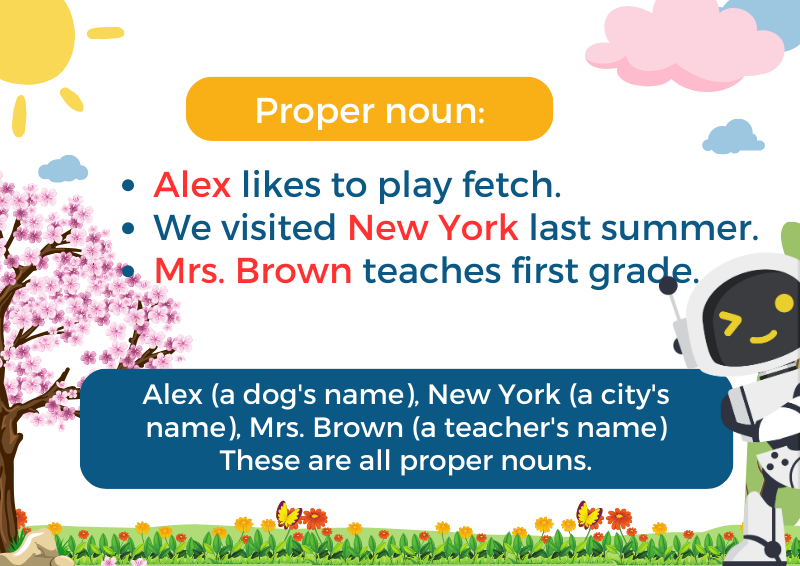 Proper noun:
• Alex likes to play fetch.
• We visited New York last summer.
• Mrs. Brown teaches first grade.
Alex (a dog's name), New York (a city's
name), Mrs. Brown (a teacher's name)
These are all proper nouns.